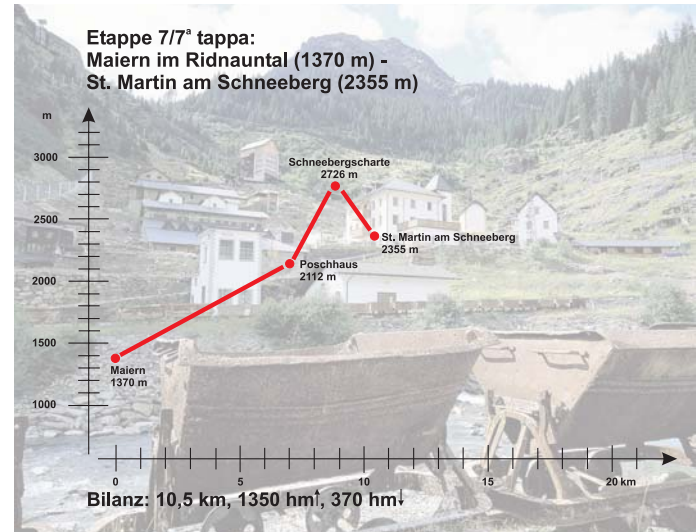 Etappe 7/7ª tappa:
Maiern im Ridnauntal (1370 m) -
St. Martin am Schneeberg (2355 m)
m
3000
2500
2000
1500
1000
Schneebergscharte
2726 m
St. Martin am Schneeberg
2355 m
Poschhaus
2112 m
Maiern
1370 m
0 5 10 15 20 km
Bilanz: 10,5 km, 1350 hm↑, 370 hm↓